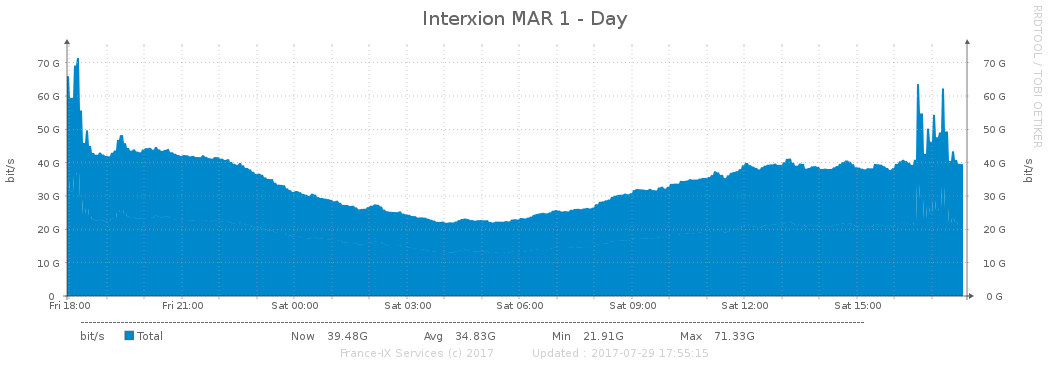 Interxion MAR 1 - Day
RRDTOOL / TOBI OETIKER
bit/s
70 G 70 G
60 G 60 G
50 G 50 G
40 G 40 G
30 G 30 G
20 G 20 G
10 G 10 G
0 0 G
bit/s
Fri 18:00 Fri 21:00 Sat 00:00 Sat 03:00 Sat 06:00 Sat 09:00 Sat 12:00 Sat 15:00
bit/s Total Now 39.48G Avg 34.83G Min 21.91G Max 71.33G
France-IX Services (c) 2017 Updated : 2017-07-29 17:55:15